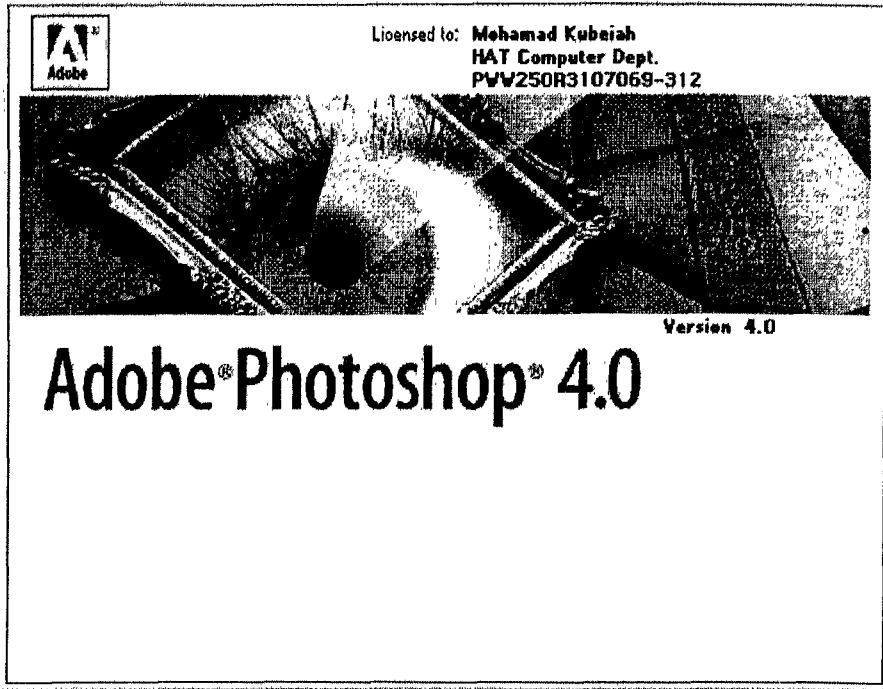 Adobe
Licensed to: Mohamad Kubeiah
HAT Computer Dept.
PWW250R3107069-312
Version 4.0
Adobe® Photoshop® 4.0